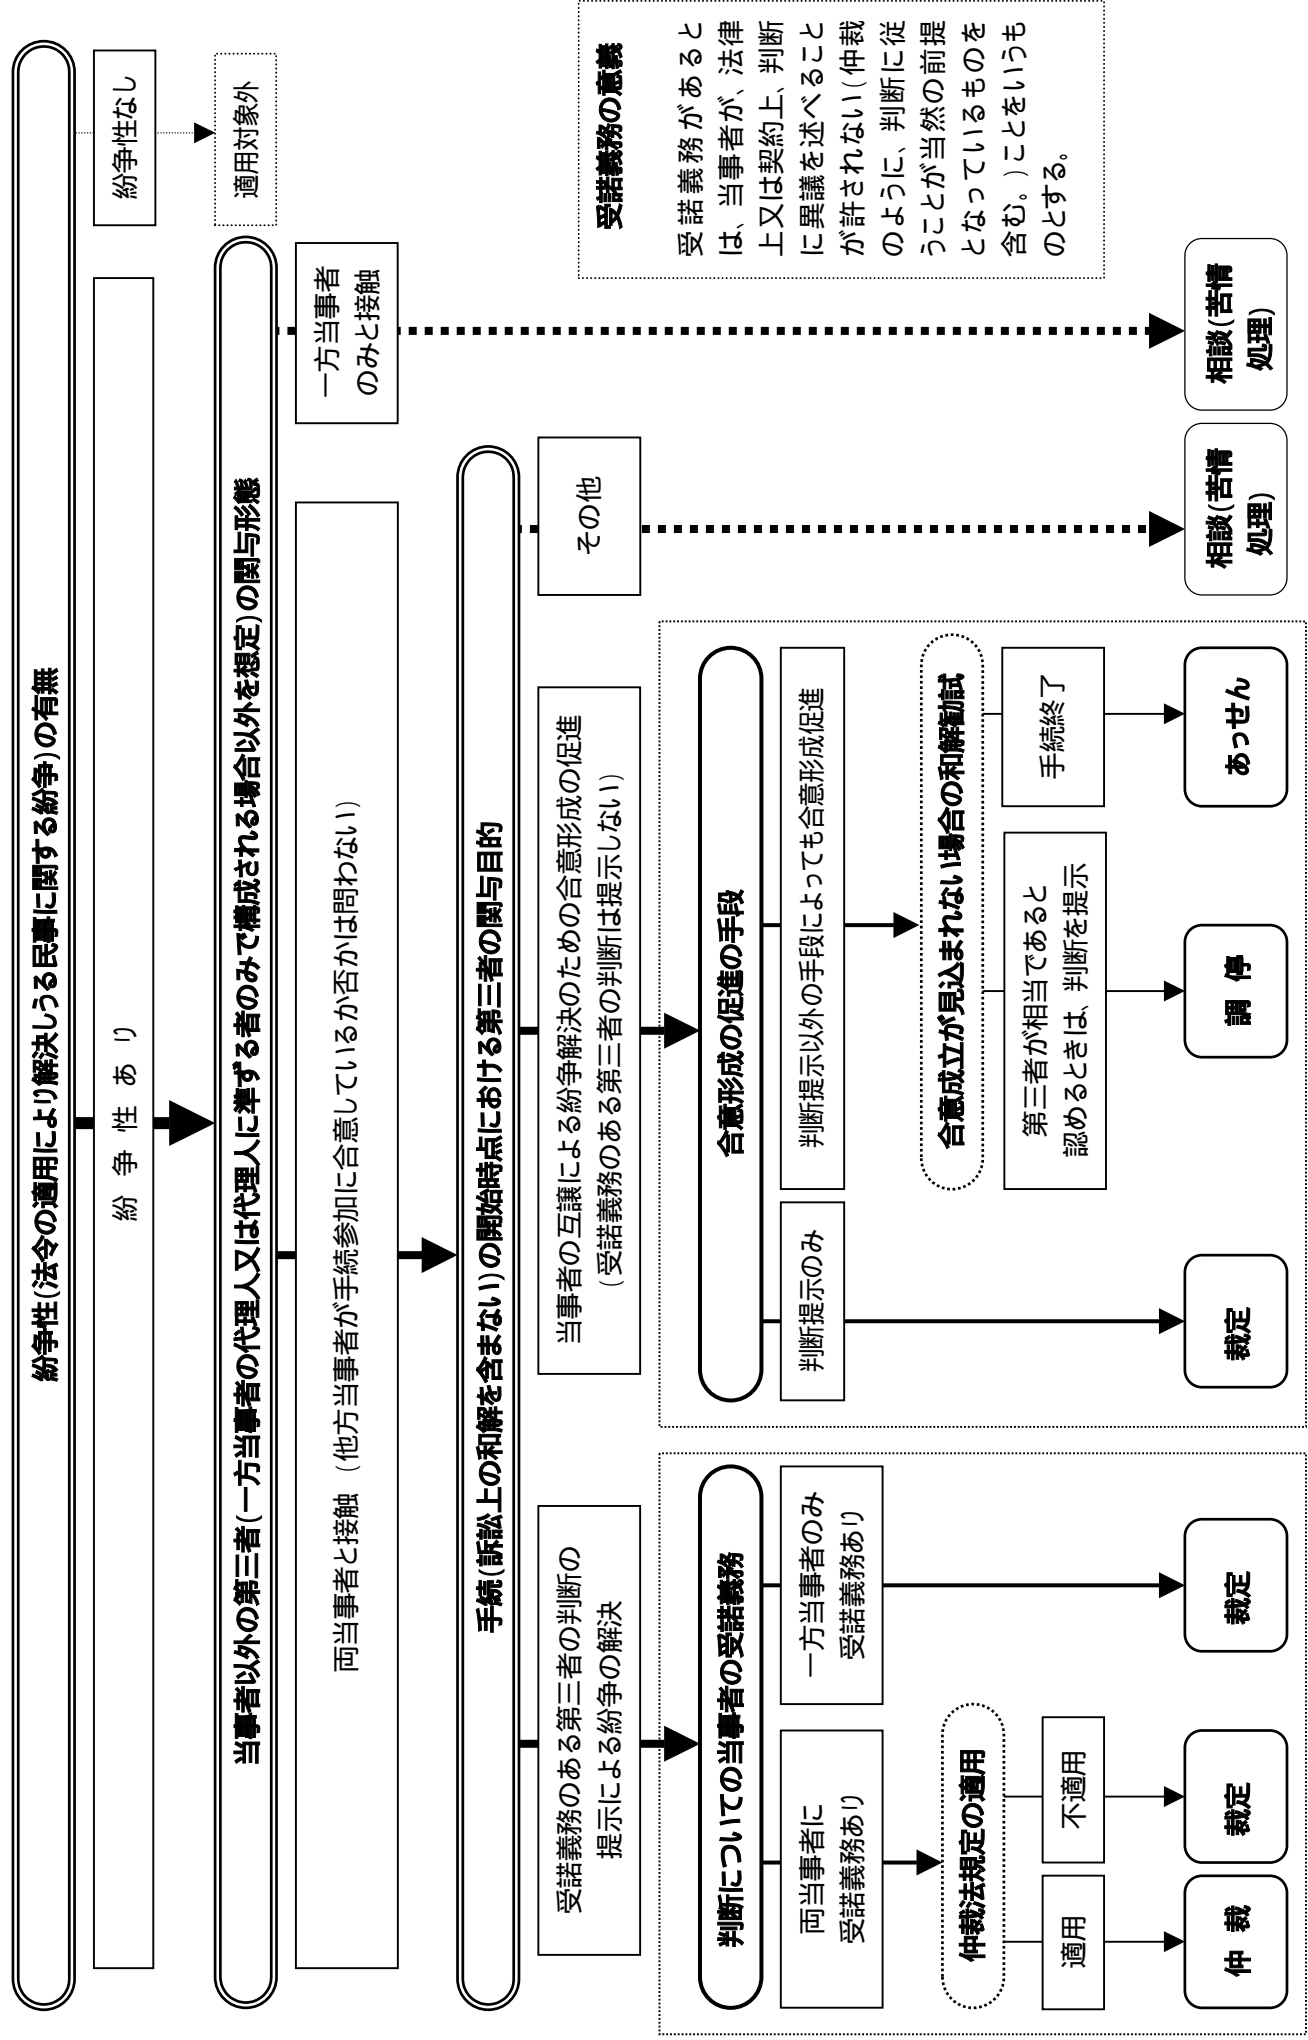 紛争性(法令の適用により解決しうる民事に関する紛争)の有無
紛 争 性 あ り
紛争性なし
適用対象外
当事者以外の第三者(一方当事者の代理人又は代理人に準ずる者のみで構成される場合以外を想定)の関与形態
両当事者と接触 (他方当事者が手続参加に合意しているか否かは問わない)
一方当事者
のみと接触
手続(訴訟上の和解を含まない)の開始時点における第三者の関与目的
受諾義務のある第三者の判断の
提示による紛争の解決
当事者の互譲による紛争解決のための合意形成の促進
(受諾義務のある第三者の判断は提示しない)
その他
判断についての当事者の受諾義務
両当事者に
受諾義務あり
一方当事者のみ
受諾義務あり
仲裁法規定の適用
適用
不適用
仲 裁
裁定
裁定
合意形成の促進の手段
判断提示のみ
判断提示以外の手段によっても合意形成促進
合意成立が見込まれない場合の和解勧試
第三者が相当であると
認めるときは、判断を提示
手続終了
裁定
調 停
あっせん
相談(苦情
処理)
相談(苦情
処理)
受諾義務の意義
受諾義務があると
は、当事者が、法律
上又は契約上、判断
に異議を述べること
が許されない(仲裁
のように、判断に従
うことが当然の前提
となっているものを
含む。)ことをいうも
のとする。